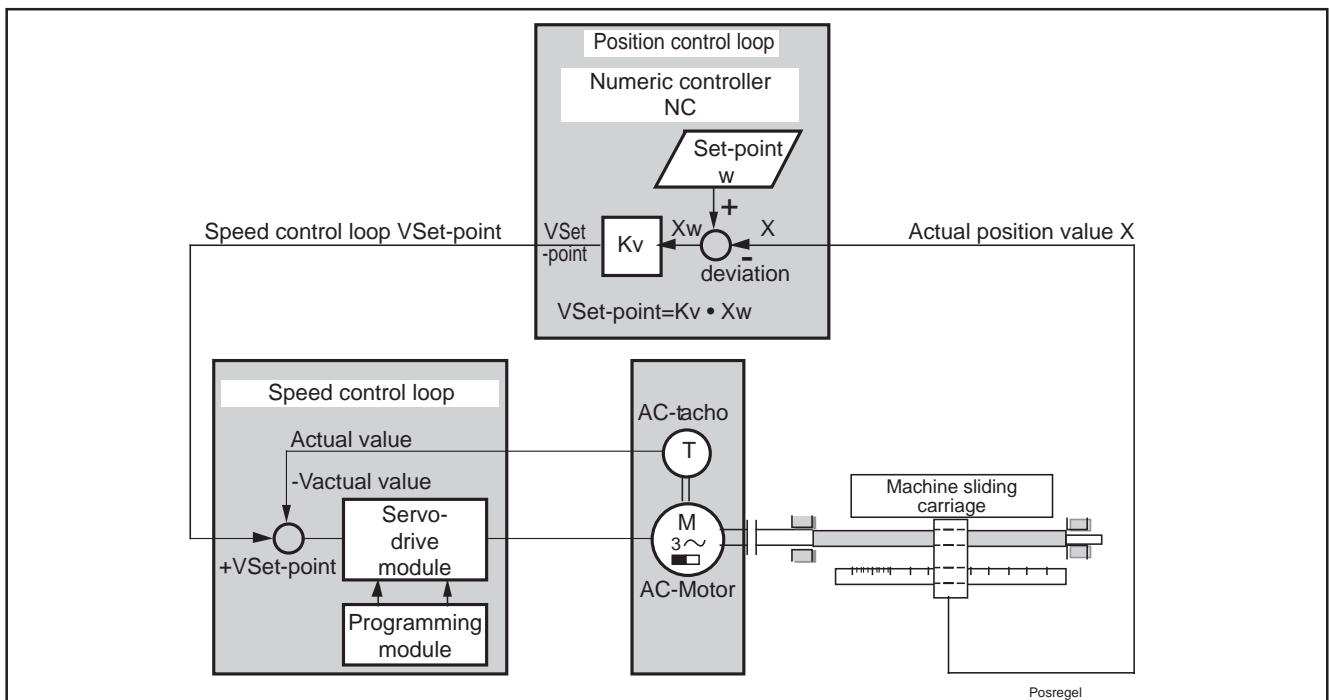 Position control loop
Numeric controller
NC
Set-point
w
+
Speed control loop VSet-point
VSet
-point
Kv
Xw
X
-
deviation
Actual position value X
VSet-point=Kv • Xw
Speed control loop
Actual value
-Vactual value
+VSet-point
Servo-
drive
module
Programming
module
AC-tacho
T
M
3~
AC-Motor
Machine sliding
carriage
Posregel